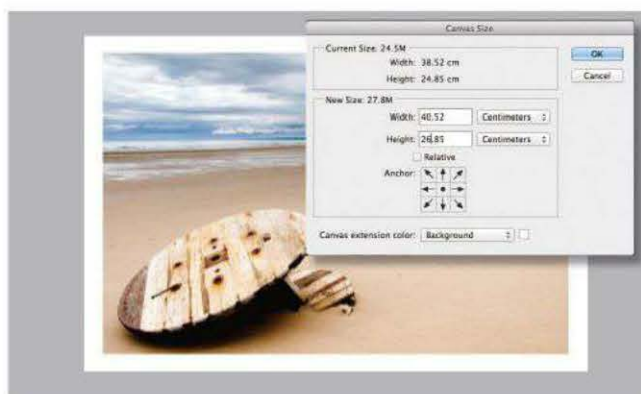 Canvas Size
Current Size: 24.5M
Width: 38.52 cm
Height: 24.85 cm
OK
Cancel
New Size: 27.8M
Width: 40.52 Centimeters
Height: 26.85 Centimeters
Relative
Anchor:
Canvas extension color: Background